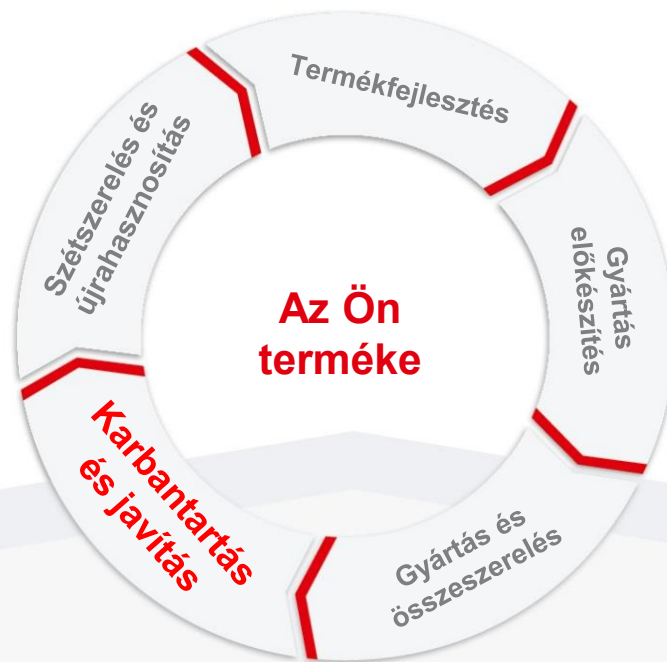 Termékfejlesztés
Gyártás
előkészítés
Gyártás és
összeszerelés
Karbantartás
és javítás
Szétszerelés és
újrahasznosítás
Az Ön
terméke